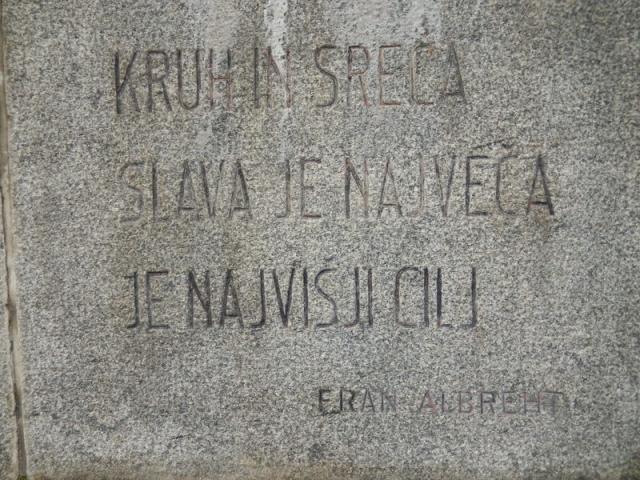 KRUH IN SREČA
SLAVA JE NAJVEČA
JE NAJVIŠJI CILJ
FRAN ALBREHT